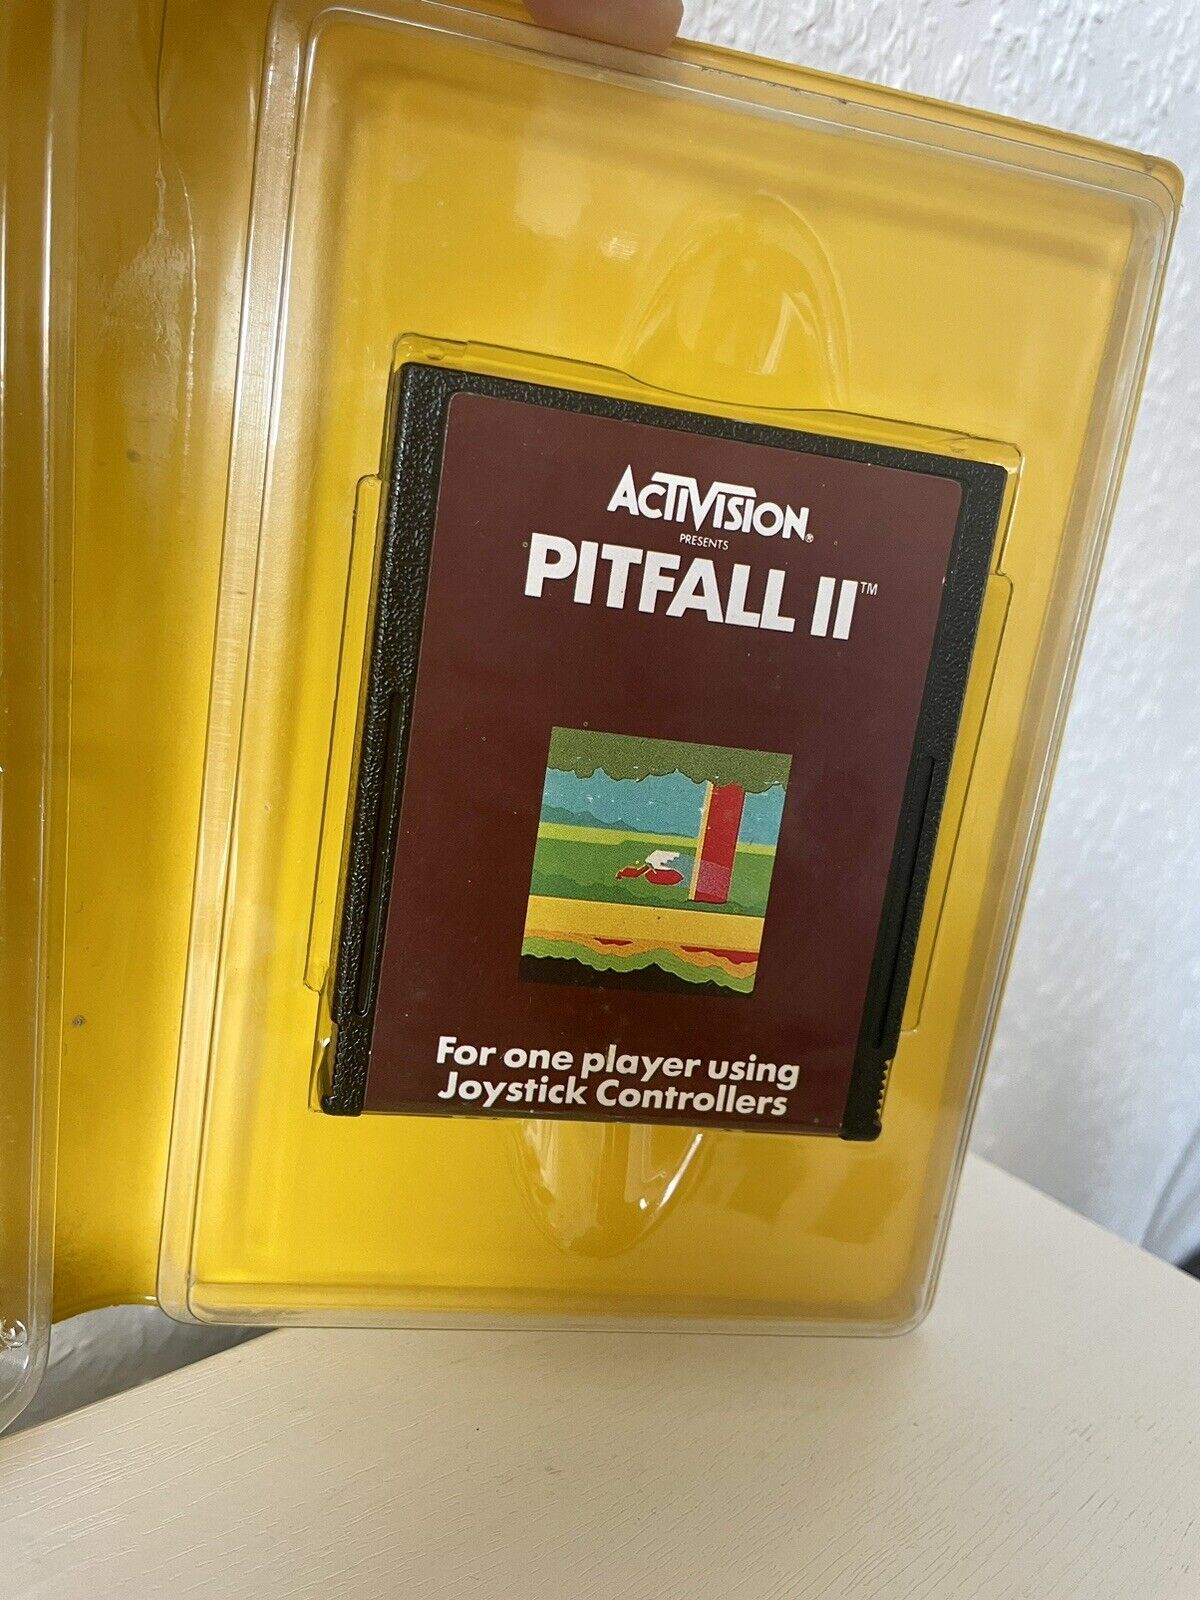 ACTIVISION®
PRESENTS
PITFALL II™
For one player using
Joystick Controllers